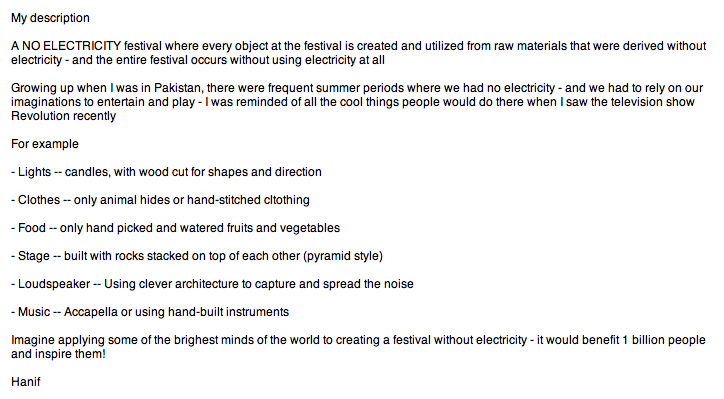 My description
A NO ELECTRICITY festival where every object at the festival is created and utilized from raw materials that were derived without
electricity - and the entire festival occurs without using electricity at all
Growing up when I was in Pakistan, there were frequent summer periods where we had no electricity - and we had to rely on our
imaginations to entertain and play - I was reminded of all the cool things people would do there when I saw the television show
Revolution recently
For example
- Lights -- candles, with wood cut for shapes and direction
- Clothes -- only animal hides or hand-stitched cltothing
- Food -- only hand picked and watered fruits and vegetables
- Stage -- built with rocks stacked on top of each other (pyramid style)
- Loudspeaker -- Using clever architecture to capture and spread the noise
- Music -- Accapella or using hand-built instruments
Imagine applying some of the brighest minds of the world to creating a festival without electricity - it would benefit 1 billion people
and inspire them!
Hanif